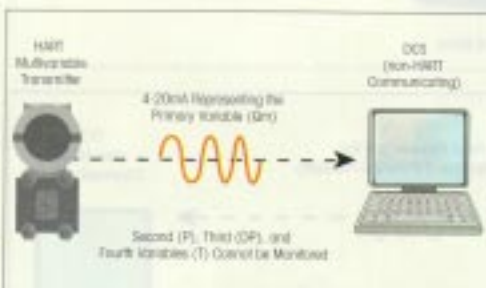 HART
Multivariable
Transmitter
DCS
(non-HART
Communicating)
4-20mA Representing the
Primary Variable (Qm)
Second (P), Third (DP), and
Fourth Variables (T) Cannot be Monitored